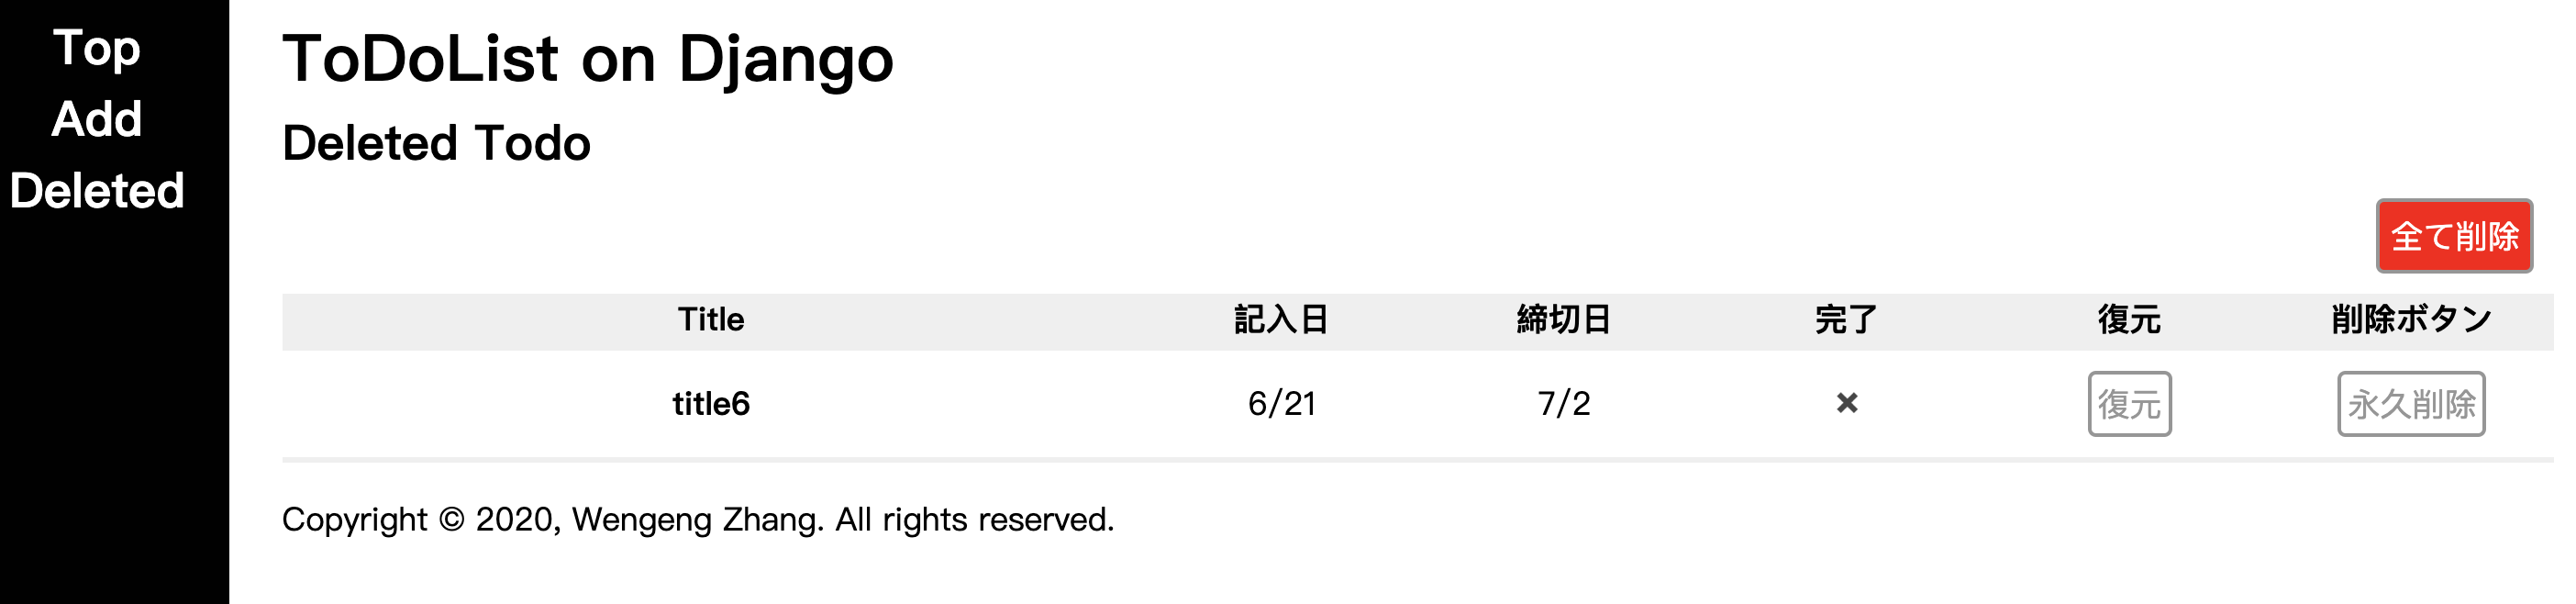 Top
Add
Deleted
ToDoList on Django
Deleted Todo
全て削除
Title 記入日 締切日 完了 復元 削除ボタン
title6 6/21 7/2 ✖ 復元 永久削除
Copyright © 2020, Wengeng Zhang. All rights reserved.